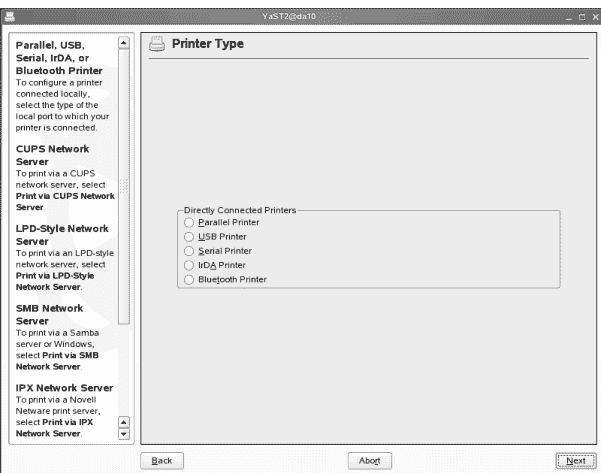 YaST2@da10
Parallel, USB,
Serial, IrDA, or
Bluetooth Printer
To configure a printer
connected locally,
select the type of the
local port to which your
printer is connected.
CUPS Network
Server
To print via a CUPS
network server, select
Print via CUPS Network
Server.
LPD-Style Network
Server
To print via an LPD-style
network server, select
Print via LPD-Style
Network Server.
SMB Network
Server
To print via a Samba
server or Windows,
select Print via SMB
Network Server.
IPX Network Server
To print via a Novell
Netware print server,
select Print via IPX
Network Server.
Printer Type
Directly Connected Printers
Parallel Printer
USB Printer
Serial Printer
IrDA Printer
Bluetooth Printer
Back
Abort
Next